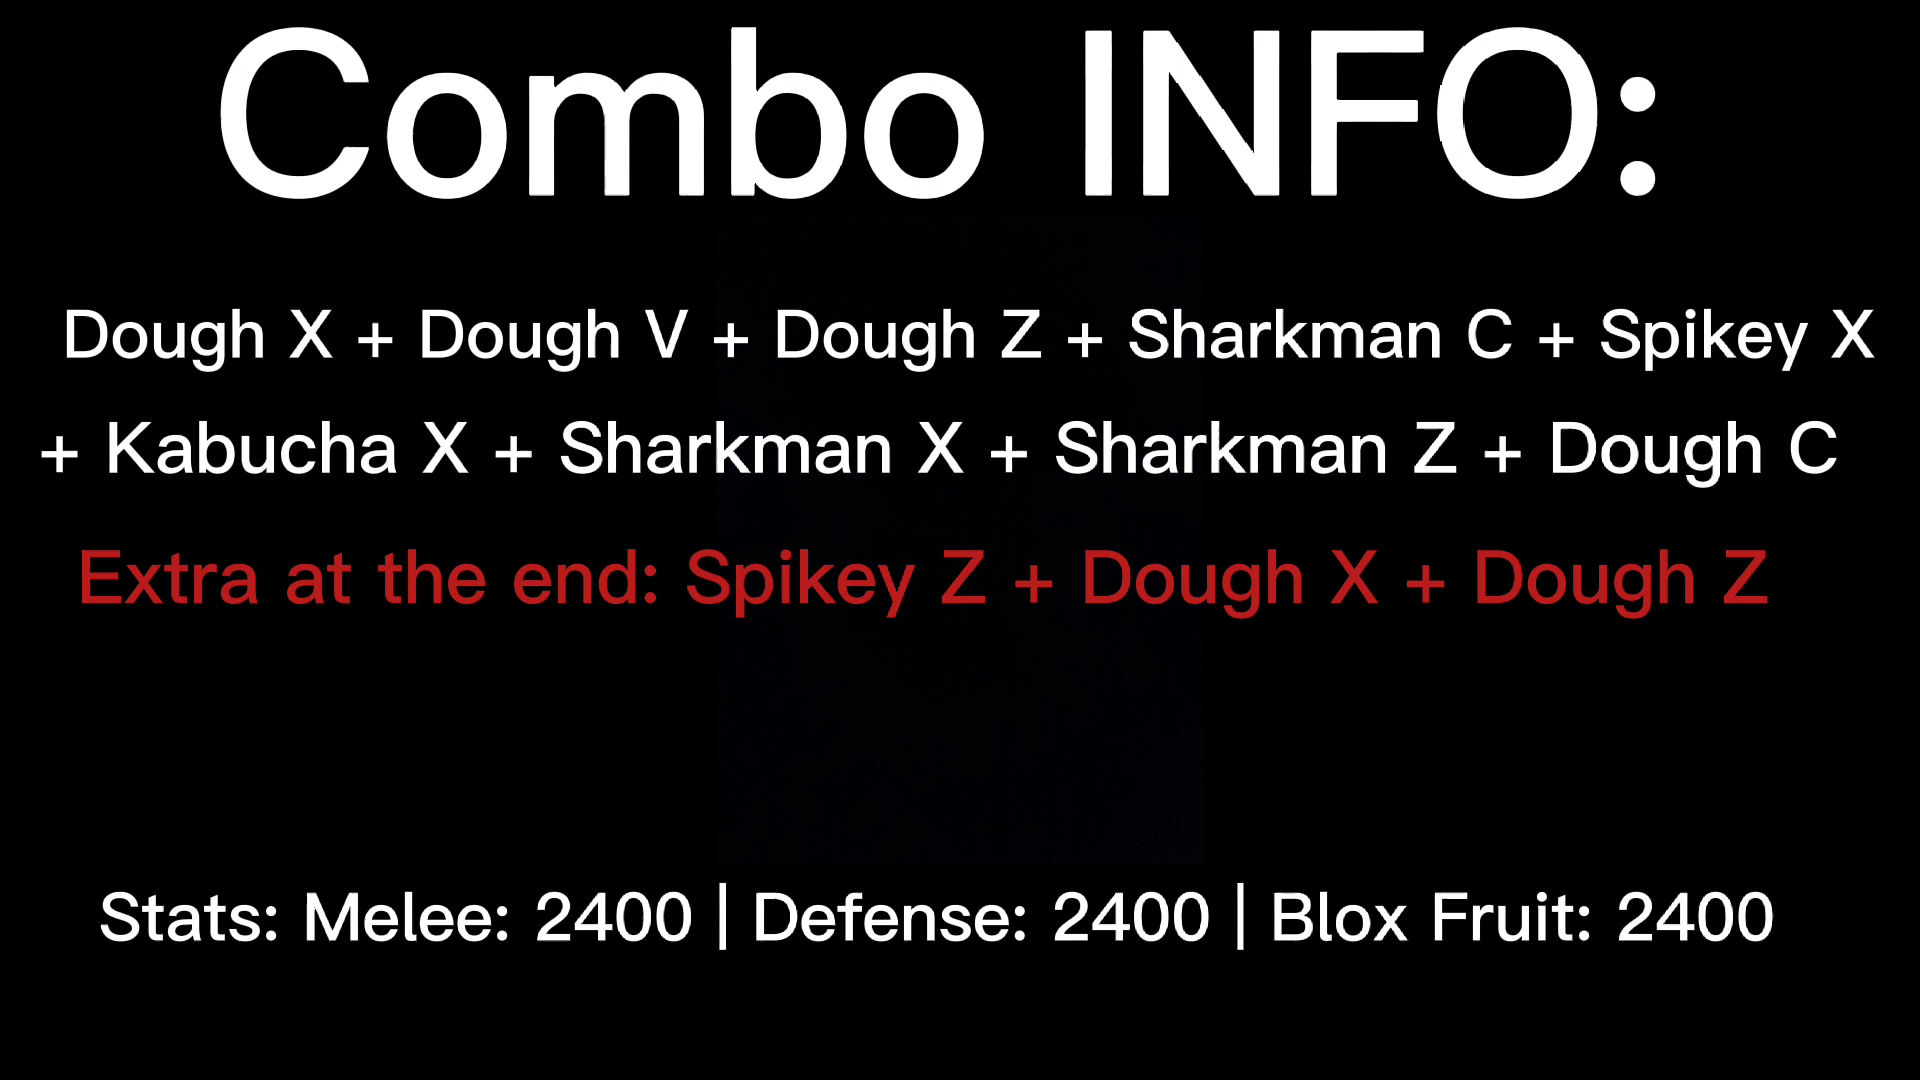 Combo INFO:
Dough X + Dough V + Dough Z + Sharkman C + Spikey X
+ Kabucha X + Sharkman X + Sharkman Z + Dough C
Extra at the end: Spikey Z + Dough X + Dough Z
Stats: Melee: 2400 | Defense: 2400 | Blox Fruit: 2400